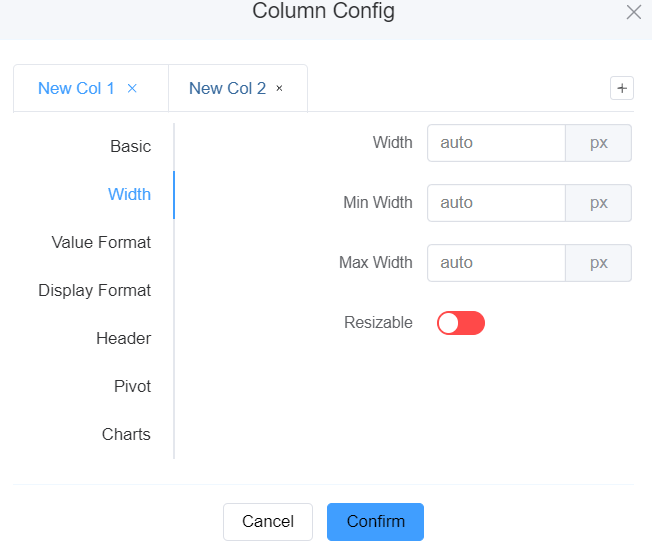 Column Config
New Col 1 ×
New Col 2 ×
+
Basic
Width
Value Format
Display Format
Header
Pivot
Charts
Width auto px
Min Width auto px
Max Width auto px
Resizable
Cancel
Confirm